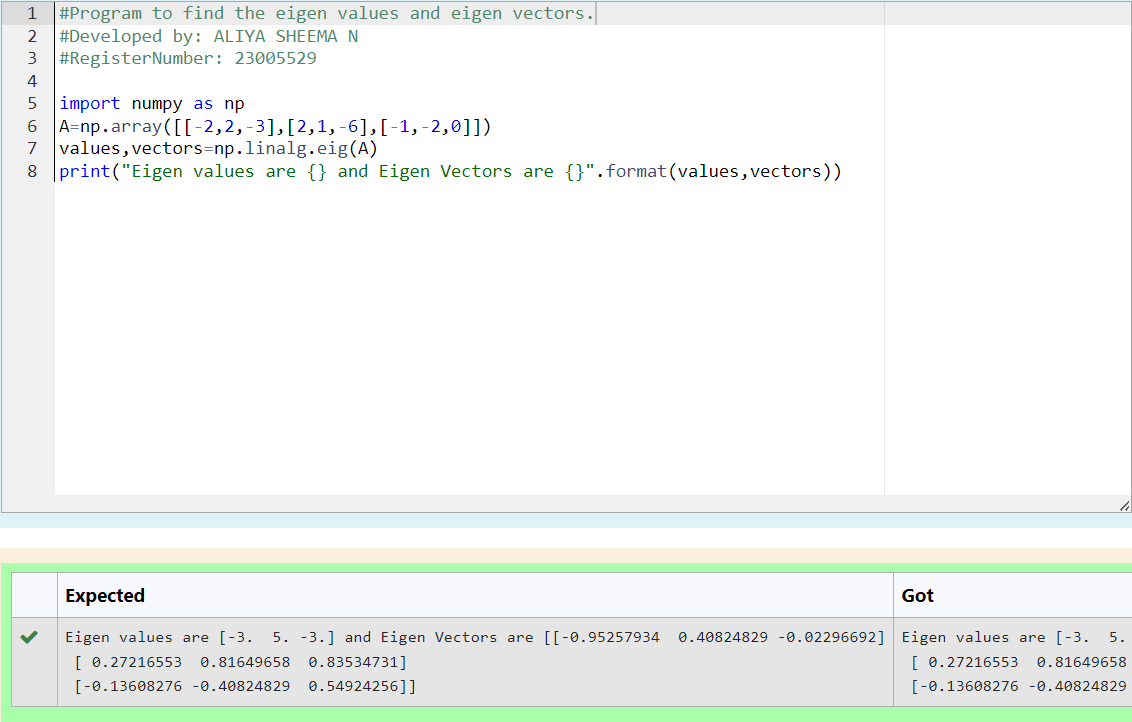 1 #Program to find the eigen values and eigen vectors.
2 #Developed by: ALIYA SHEEMA N
3 #RegisterNumber: 23005529
4
5 import numpy as np
6 A=np.array([[-2,2,-3],[2,1,-6],[-1,-2,0]])
7 values,vectors=np.linalg.eig(A)
8 print("Eigen values are {} and Eigen Vectors are {}".format(values,vectors))
Expected Got
Eigen values are [-3.  5. -3.] and Eigen Vectors are [[-0.95257934  0.40824829 -0.02296692] Eigen values are [-3.  5.
[ 0.27216553  0.81649658  0.83534731] [ 0.27216553  0.81649658
[-0.13608276 -0.40824829  0.54924256]] [-0.13608276 -0.40824829